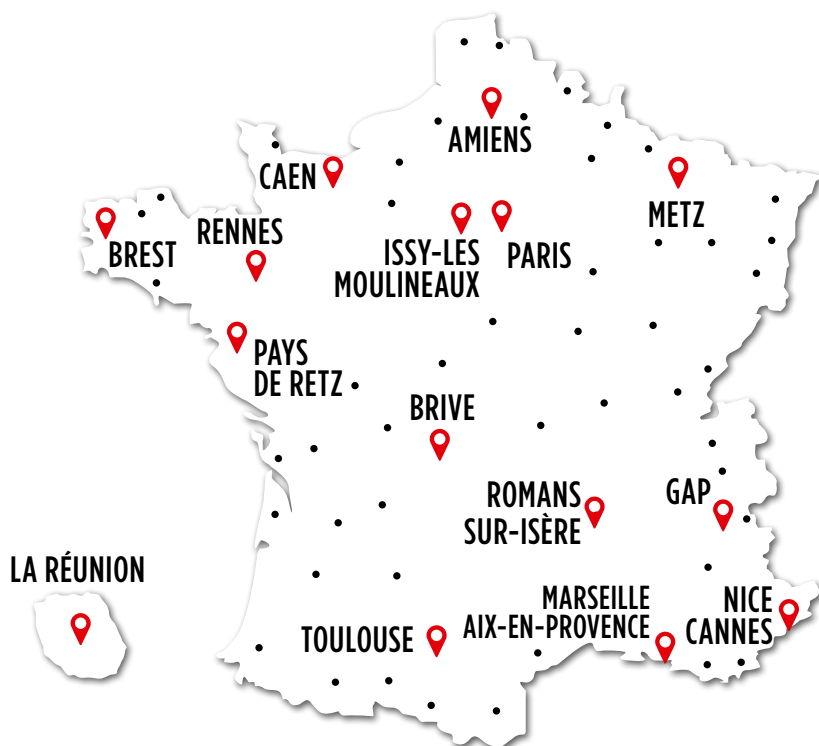 AMIENS
CAEN
METZ
BREST
RENNES
ISSY-LES
MOULINEAUX
PARIS
PAYS
DE RETZ
BRIVE
ROMANS
SUR-ISÈRE
GAP
LA RÉUNION
TOULOUSE
MARSEILLE
AIX-EN-PROVENCE
NICE
CANNES